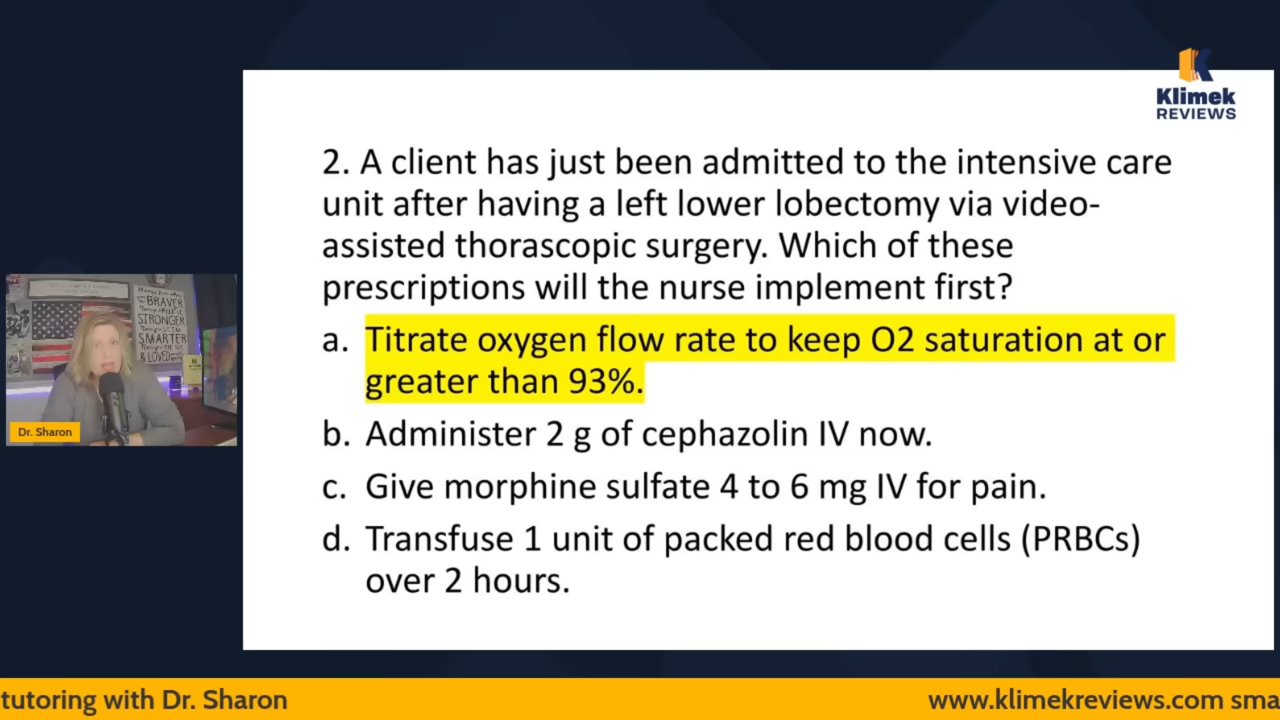 Klimek
REVIEWS
2. A client has just been admitted to the intensive care
unit after having a left lower lobectomy via video-
assisted thorascopic surgery. Which of these
prescriptions will the nurse implement first?
a. Titrate oxygen flow rate to keep O2 saturation at or
greater than 93%.
b. Administer 2 g of cephazolin IV now.
c. Give morphine sulfate 4 to 6 mg IV for pain.
d. Transfuse 1 unit of packed red blood cells (PRBCs)
over 2 hours.
BRAVER
STRONGER
SMARTER
& LOVED
Dr. Sharon
tutoring with Dr. Sharon
www.klimekreviews.com sma